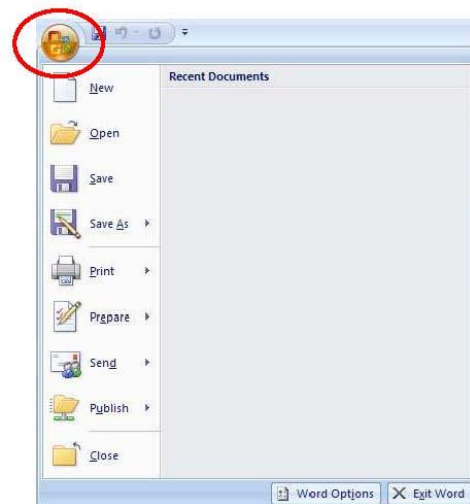 Recent Documents
New
Open
Save
Save As
Print
Prepare
Send
Publish
Close
Word Options
Exit Word